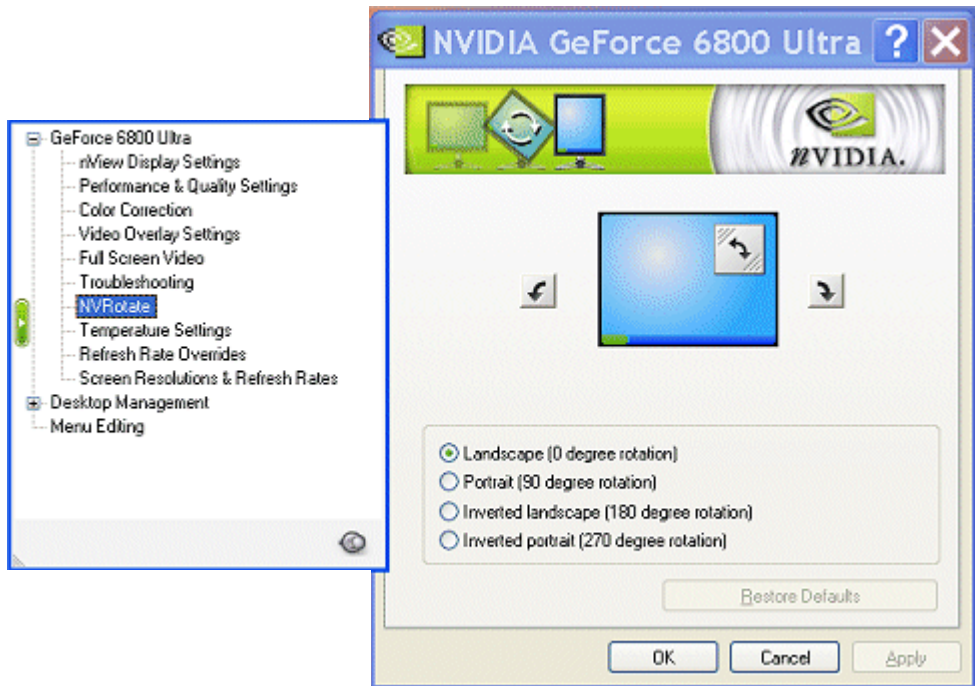 GeForce 6800 Ultra
nView Display Settings
Performance & Quality Settings
Color Correction
Video Overlay Settings
Full Screen Video
Troubleshooting
NVRotate
Temperature Settings
Refresh Rate Overrides
Screen Resolutions & Refresh Rates
Desktop Management
Menu Editing
NVIDIA GeForce 6800 Ultra
nVIDIA.
Landscape (0 degree rotation)
Portrait (90 degree rotation)
Inverted landscape (180 degree rotation)
Inverted portrait (270 degree rotation)
Restore Defaults
OK Cancel Apply